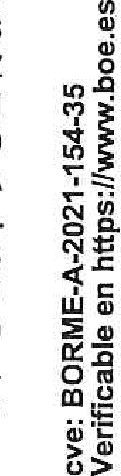 cve: BORME-A-2021-154-35
Verificable en https://www.boe.es